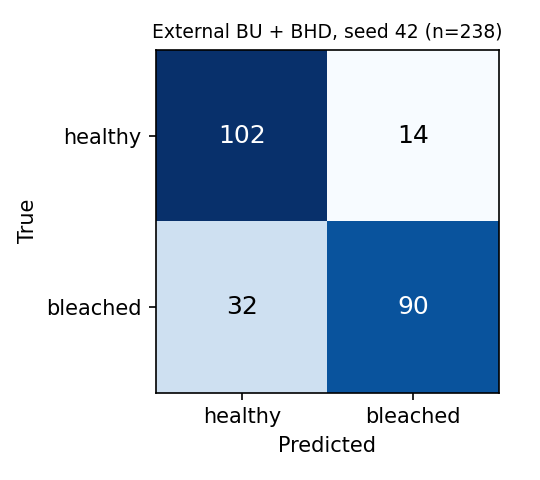 External BU + BHD, seed 42 (n=238)
healthy
102
14
True
bleached
32
90
healthy
bleached
Predicted